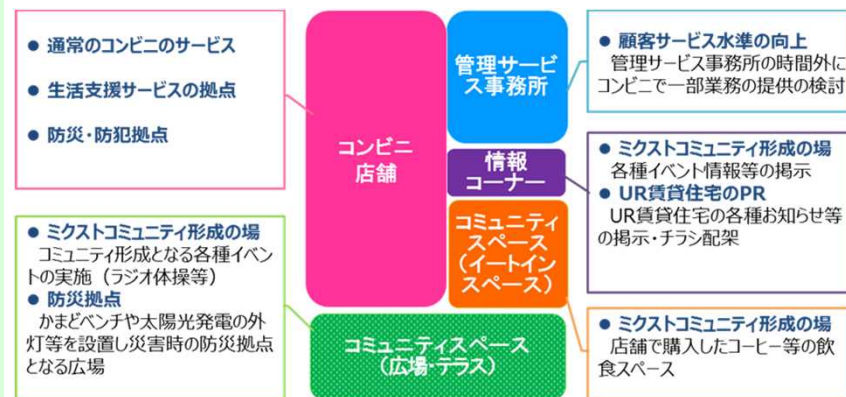 ● 通常のコンビニのサービス
● 生活支援サービスの拠点
● 防災・防犯拠点
● ミクストコミュニティ形成の場
コミュニティ形成となる各種イベン
トの実施（ラジオ体操等）
● 防災拠点
かまどベンチや太陽光発電の外
灯等を設置し災害時の防災拠点
となる広場
コンビニ
店舗
管理サービ
ス事務所
情報
コーナー
コミュニティ
スペース
（イートイン
スペース）
コミュニティスペース
（広場・テラス）
● 顧客サービス水準の向上
管理サービス事務所の時間外に
コンビニで一部業務の提供の検討
● ミクストコミュニティ形成の場
各種イベント情報等の掲示
● UR賃貸住宅のPR
UR賃貸住宅の各種お知らせ等
の掲示・チラシ配架
● ミクストコミュニティ形成の場
店舗で購入したコーヒー等の飲
食スペース